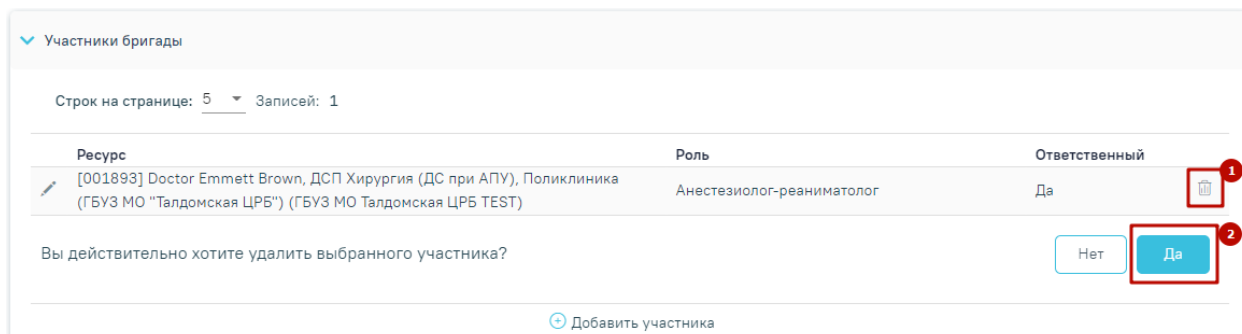 Участники бригады
Строк на странице: 5 Записей: 1
Ресурс Роль Ответственный
[001893] Doctor Emmett Brown, ДСП Хирургия (ДС при АПУ), Поликлиника
(ГБУЗ МО "Талдомская ЦРБ") (ГБУЗ МО Талдомская ЦРБ TEST)
Анестезиолог-реаниматолог
Да
1
Вы действительно хотите удалить выбранного участника?
Нет
Да
2
Добавить участника